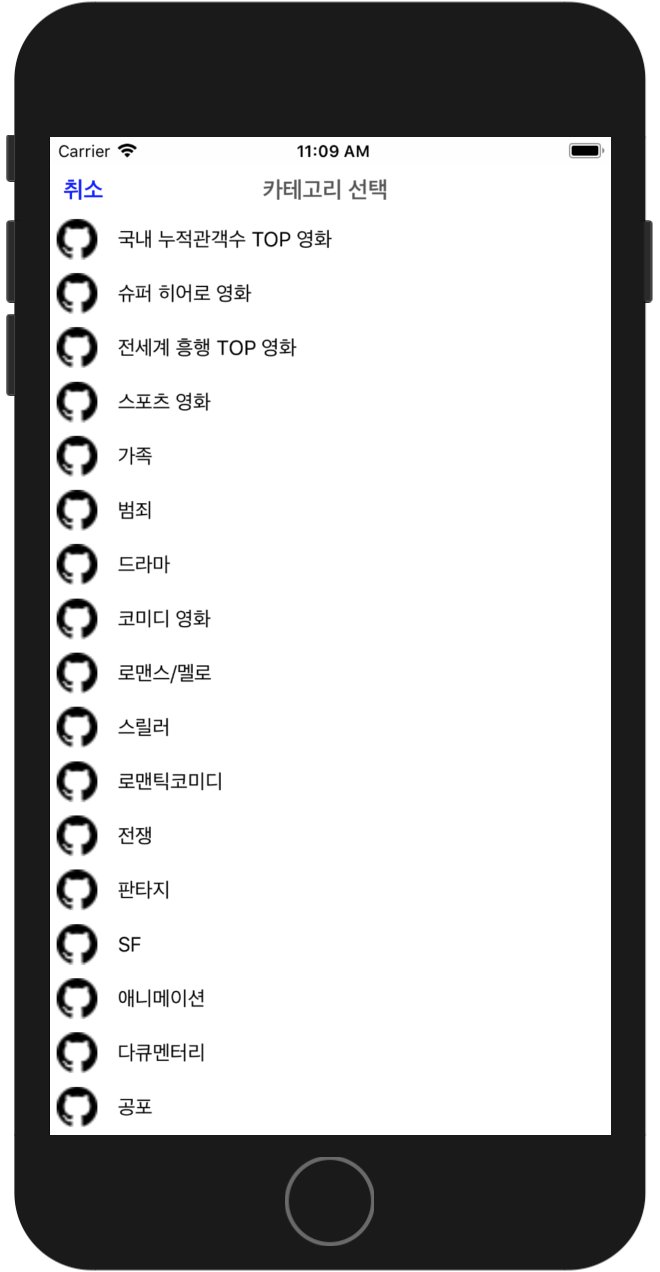 Carrier 11:09 AM
취소 카테고리 선택
국내 누적관객수 TOP 영화
슈퍼 히어로 영화
전세계 흥행 TOP 영화
스포츠 영화
가족
범죄
드라마
코미디 영화
로맨스/멜로
스릴러
로맨틱코미디
전쟁
판타지
SF
애니메이션
다큐멘터리
공포